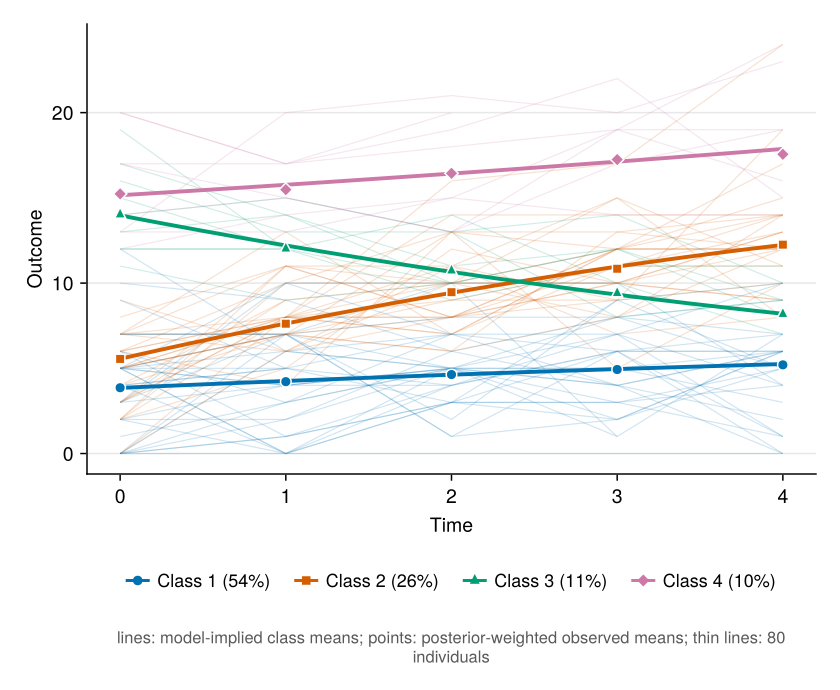 20
10
0
Outcome
0 1 2 3 4
Time
Class 1 (54%) Class 2 (26%) Class 3 (11%) Class 4 (10%)
lines: model-implied class means; points: posterior-weighted observed means; thin lines: 80
individuals